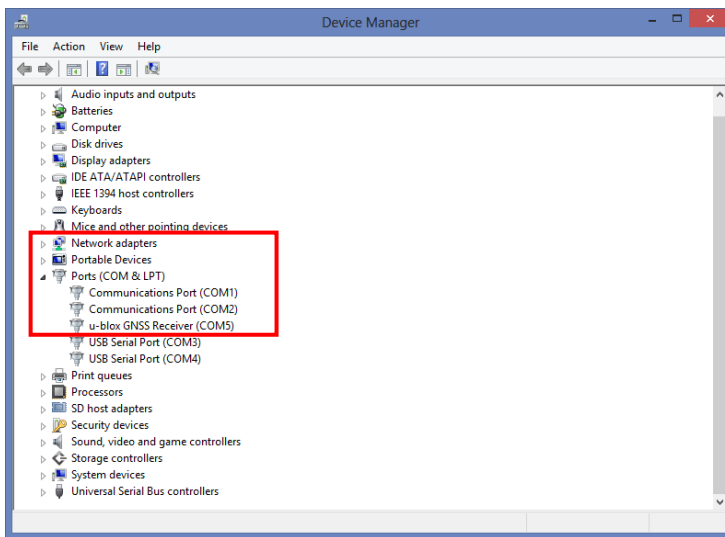 Device Manager
File Action View Help
Audio inputs and outputs
Batteries
Computer
Disk drives
Display adapters
IDE ATA/ATAPI controllers
IEEE 1394 host controllers
Keyboards
Mice and other pointing devices
Network adapters
Portable Devices
Ports (COM & LPT)
Communications Port (COM1)
Communications Port (COM2)
u-blox GNSS Receiver (COM5)
USB Serial Port (COM3)
USB Serial Port (COM4)
Print queues
Processors
SD host adapters
Security devices
Sound, video and game controllers
Storage controllers
System devices
Universal Serial Bus controllers